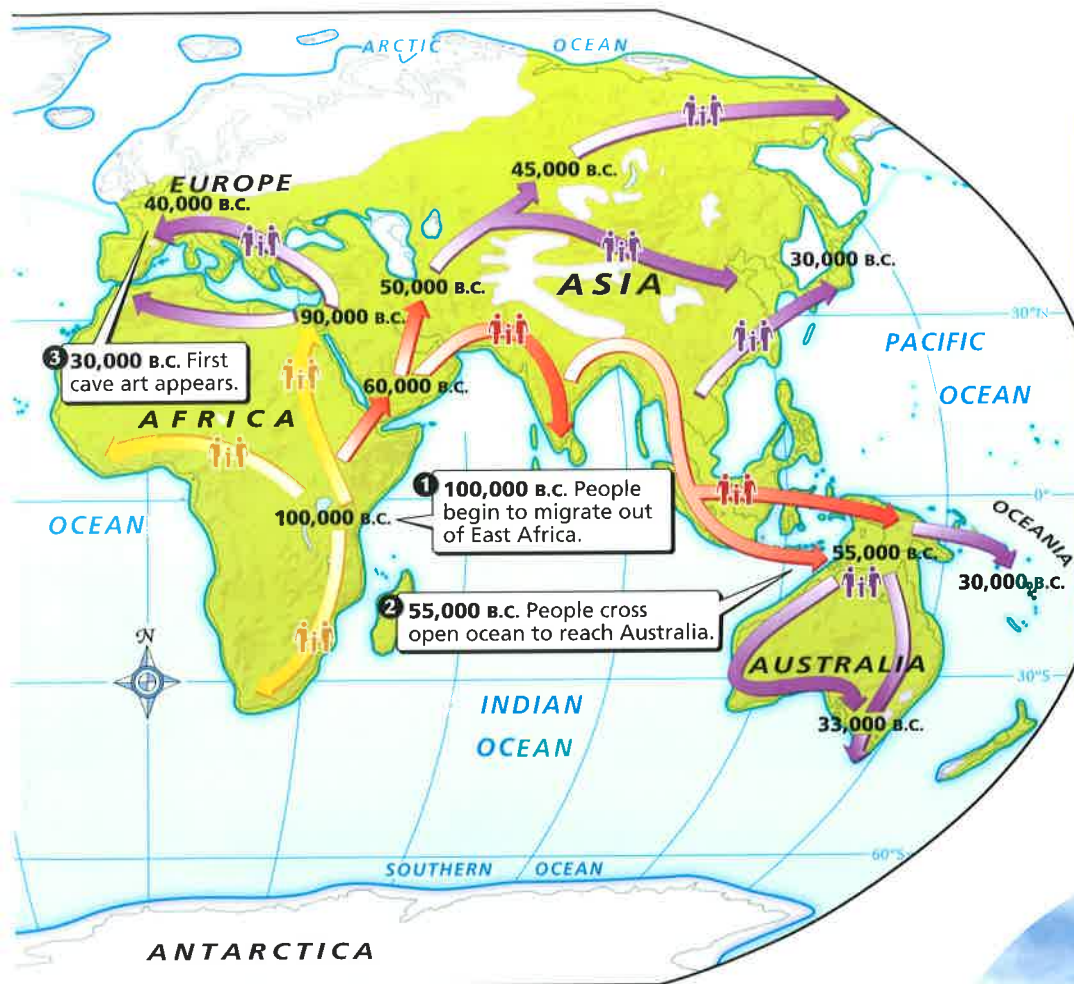 ARCTIC OCEAN
EUROPE
40,000 B.C.
45,000 B.C.
ASIA
30,000 B.C.
50,000 B.C.
90,000 B.C.
30°N
PACIFIC
OCEAN
3 30,000 B.C. First
cave art appears.
60,000 B.C.
AFRICA
1 100,000 B.C. People
begin to migrate out
of East Africa.
0°
OCEANIA
OCEAN
100,000 B.C.
55,000 B.C.
30,000 B.C.
2 55,000 B.C. People cross
open ocean to reach Australia.
N
AUSTRALIA
30°S
INDIAN
OCEAN
33,000 B.C.
60°S
SOUTHERN OCEAN
ANTARCTICA